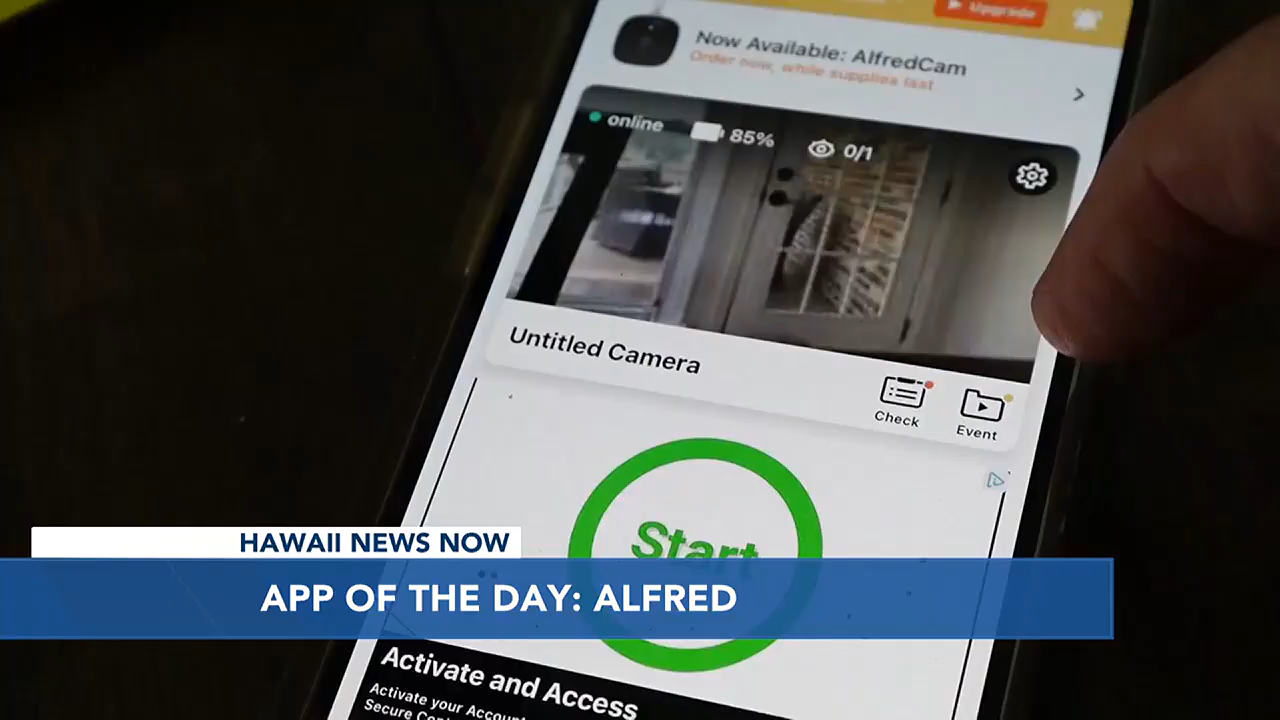 Upgrade
Now Available: AlfredCam
Order now, while supplies last
online 85% 0/1
Untitled Camera
Check
Event
Start
HAWAII NEWS NOW
APP OF THE DAY: ALFRED
Activate and Access
Activate your
Secure